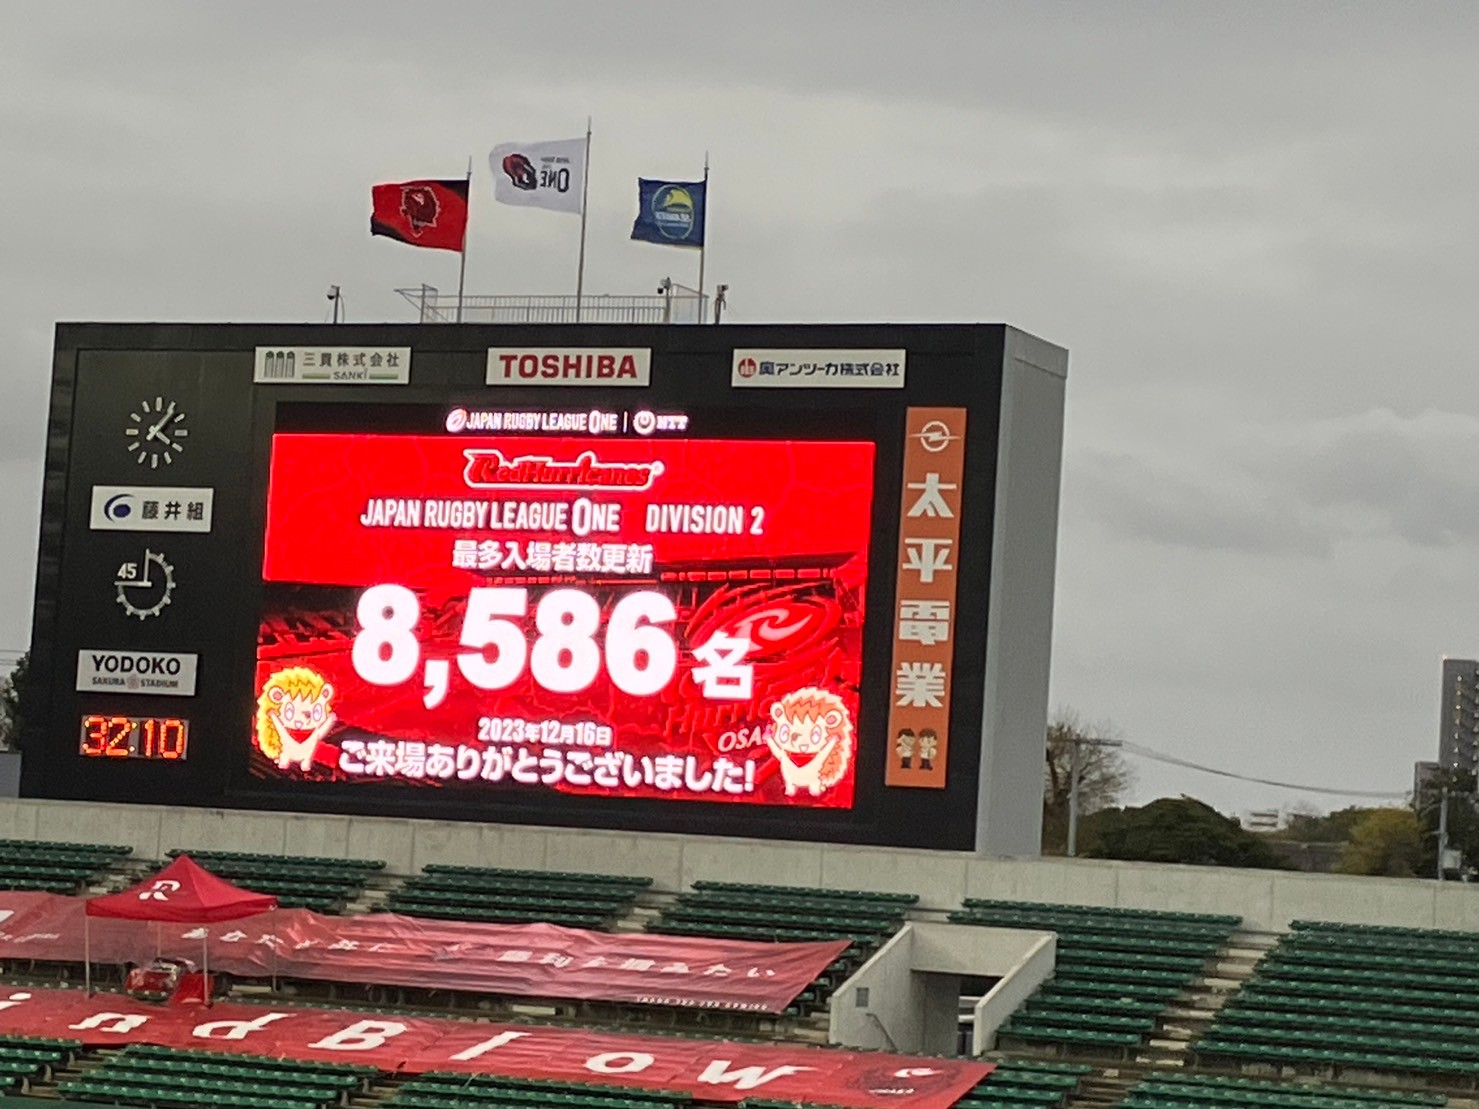 ONE
三貴株式会社
SANKI
TOSHIBA
奥アンツーカ株式会社
JAPAN RUGBY LEAGUE ONE | NTT
RedHurricanes
JAPAN RUGBY LEAGUE ONE DIVISION 2
最多入場者数更新
8,586名
2023年12月16日
OSA
ご来場ありがとうございました!
藤井組
45
YODOKO
SAKURA STADIUM
32:10
太平電業
R
indBlow